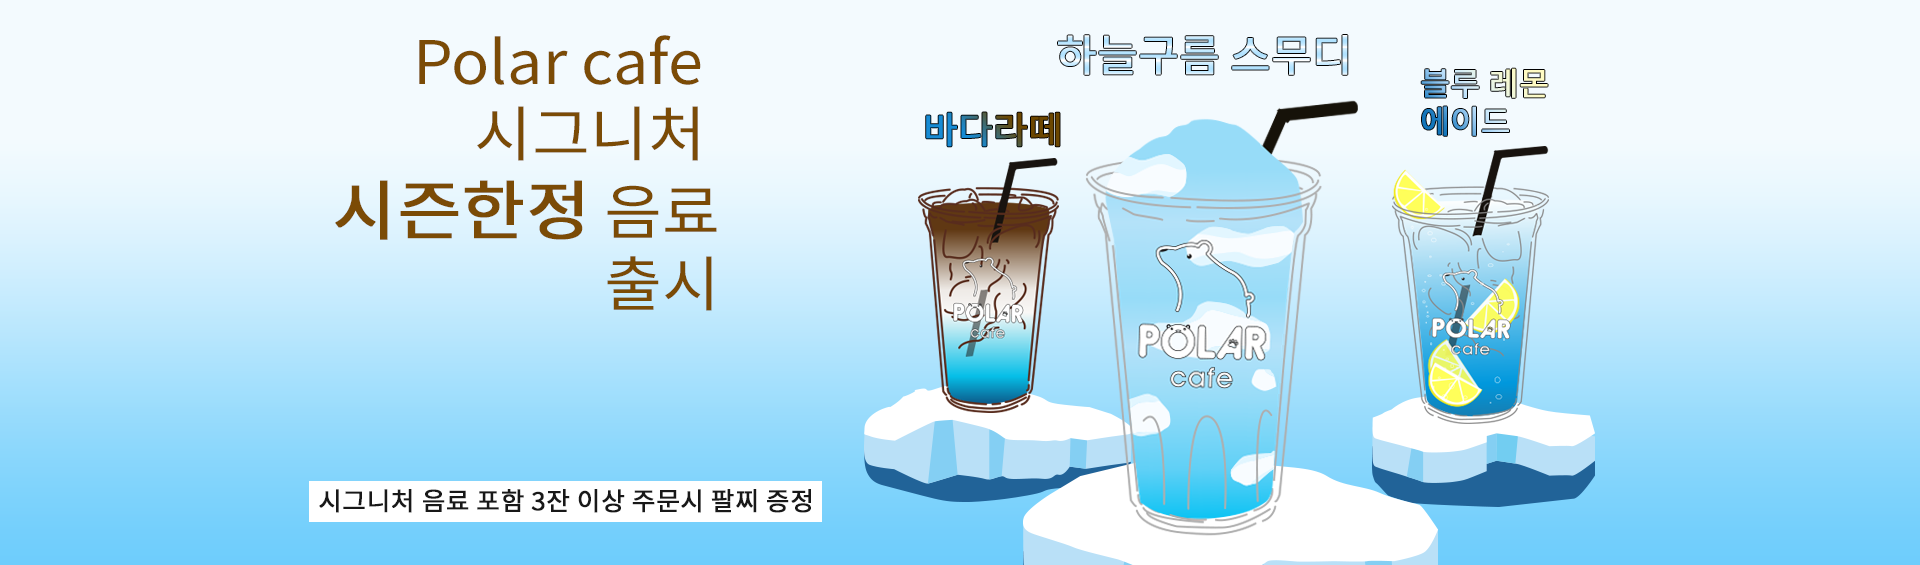 Polar cafe
시그니처
시즌한정 음료
출시
시그니처 음료 포함 3잔 이상 주문시 팔찌 증정
바다라떼
하늘구름 스무디
블루 레몬
에이드
POLAR
cafe
POLAR
cafe
POLAR
cafe